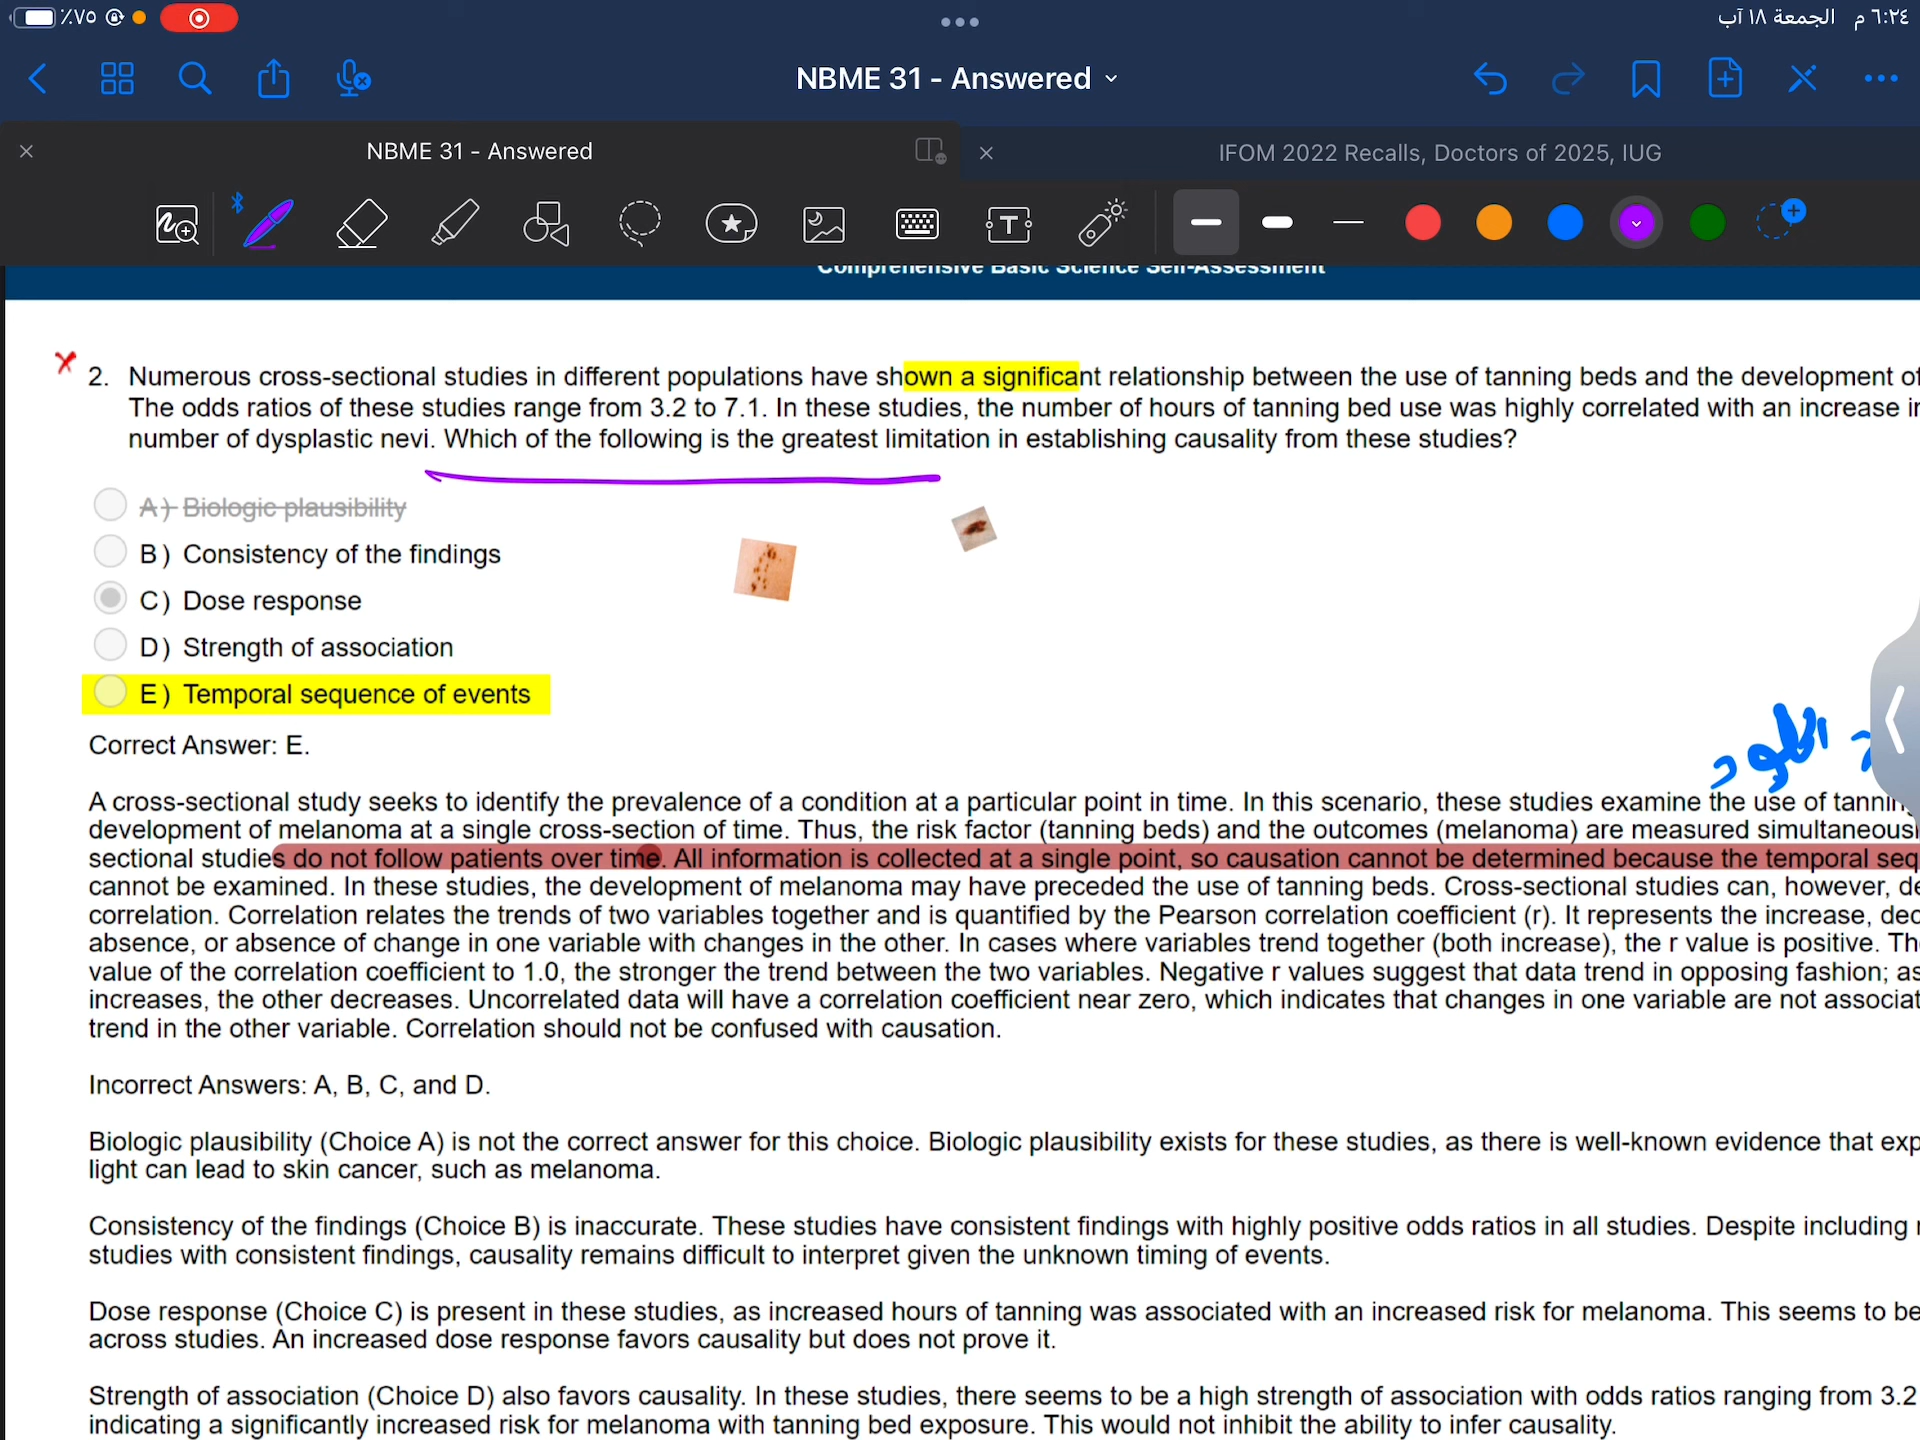 ٪٧٥
الجمعة ١٨ آب ٦:٢٤ م
NBME 31 - Answered
NBME 31 - Answered
IFOM 2022 Recalls, Doctors of 2025, IUG
Comprehensive Basic Science Self-Assessment
2. Numerous cross-sectional studies in different populations have shown a significant relationship between the use of tanning beds and the development of
The odds ratios of these studies range from 3.2 to 7.1. In these studies, the number of hours of tanning bed use was highly correlated with an increase in
number of dysplastic nevi. Which of the following is the greatest limitation in establishing causality from these studies?
A) Biologic plausibility
B) Consistency of the findings
C) Dose response
D) Strength of association
E) Temporal sequence of events
Correct Answer: E.
A cross-sectional study seeks to identify the prevalence of a condition at a particular point in time. In this scenario, these studies examine the use of
development of melanoma at a single cross-section of time. Thus, the risk factor (tanning beds) and the outcomes (melanoma) are measured
sectional studies do not follow patients over time. All information is collected at a single point, so causation cannot be determined because the temporal
cannot be examined. In these studies, the development of melanoma may have preceded the use of tanning beds. Cross-sectional studies can, however,
correlation. Correlation relates the trends of two variables together and is quantified by the Pearson correlation coefficient (r). It represents the increase,
absence, or absence of change in one variable with changes in the other. In cases where variables trend together (both increase), the r value is positive.
value of the correlation coefficient to 1.0, the stronger the trend between the two variables. Negative r values suggest that data trend in opposing fashion; as
increases, the other decreases. Uncorrelated data will have a correlation coefficient near zero, which indicates that changes in one variable are not
trend in the other variable. Correlation should not be confused with causation.
Incorrect Answers: A, B, C, and D.
Biologic plausibility (Choice A) is not the correct answer for this choice. Biologic plausibility exists for these studies, as there is well-known evidence that
light can lead to skin cancer, such as melanoma.
Consistency of the findings (Choice B) is inaccurate. These studies have consistent findings with highly positive odds ratios in all studies. Despite including
studies with consistent findings, causality remains difficult to interpret given the unknown timing of events.
Dose response (Choice C) is present in these studies, as increased hours of tanning was associated with an increased risk for melanoma. This seems to be
across studies. An increased dose response favors causality but does not prove it.
Strength of association (Choice D) also favors causality. In these studies, there seems to be a high strength of association with odds ratios ranging from 3.2
indicating a significantly increased risk for melanoma with tanning bed exposure. This would not inhibit the ability to infer causality.